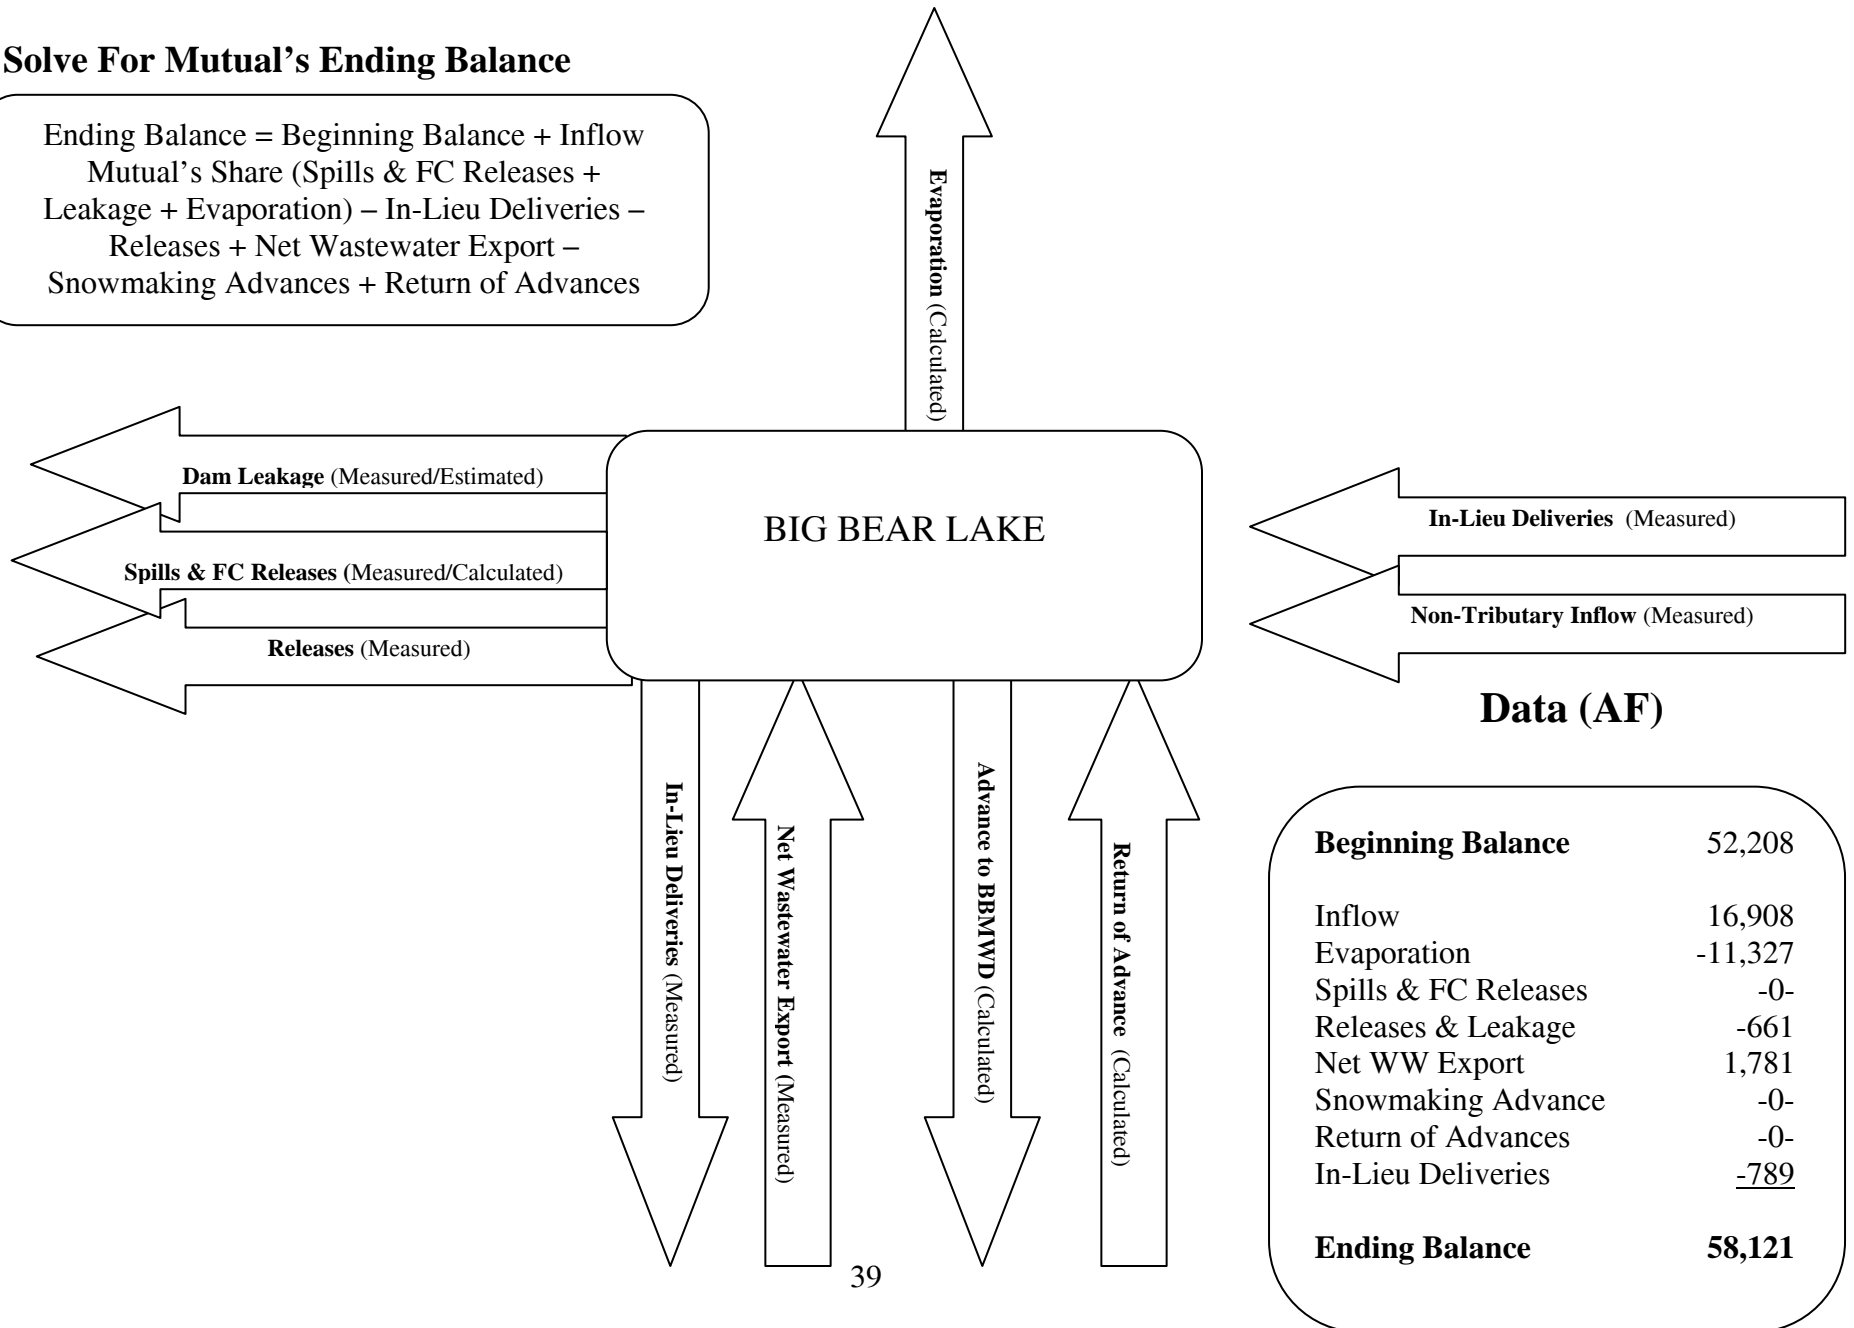 Solve For Mutual's Ending Balance
Ending Balance = Beginning Balance + Inflow
Mutual's Share (Spills & FC Releases +
Leakage + Evaporation) – In-Lieu Deliveries –
Releases + Net Wastewater Export –
Snowmaking Advances + Return of Advances
Evaporation (Calculated)
Dam Leakage (Measured/Estimated)
Spills & FC Releases (Measured/Calculated)
Releases (Measured)
BIG BEAR LAKE
In-Lieu Deliveries (Measured)
Non-Tributary Inflow (Measured)
In-Lieu Deliveries (Measured)
Net Wastewater Export (Measured)
Advance to BBMWD (Calculated)
Return of Advance (Calculated)
Data (AF)
Beginning Balance 52,208
Inflow 16,908
Evaporation -11,327
Spills & FC Releases -0-
Releases & Leakage -661
Net WW Export 1,781
Snowmaking Advance -0-
Return of Advances -0-
In-Lieu Deliveries -789
Ending Balance 58,121
39